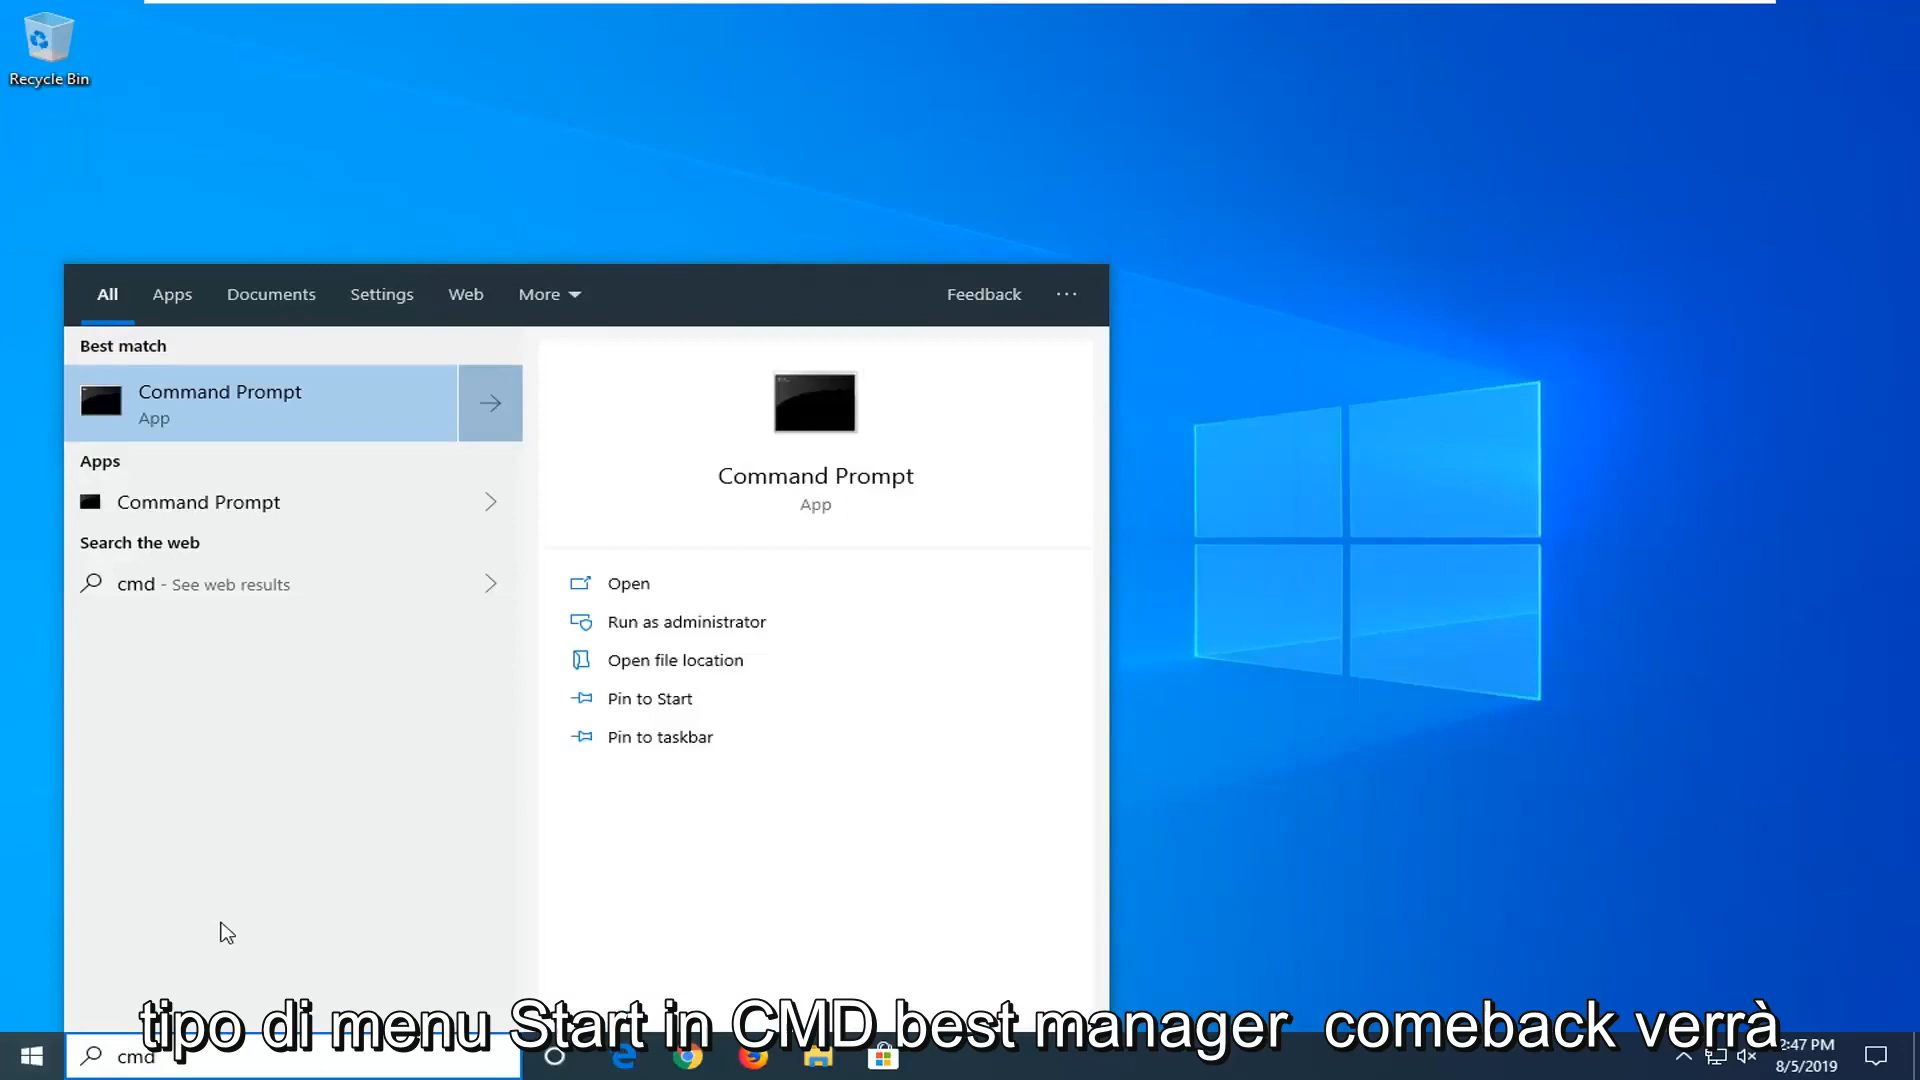 Recycle Bin
All Apps Documents Settings Web More Feedback
Best match
Command Prompt
App
Apps
Command Prompt
Search the web
cmd - See web results
Command Prompt
App
Open
Run as administrator
Open file location
Pin to Start
Pin to taskbar
tipo di menu Start in CMD best manager comeback verrà
cmd
2:47 PM
8/5/2019